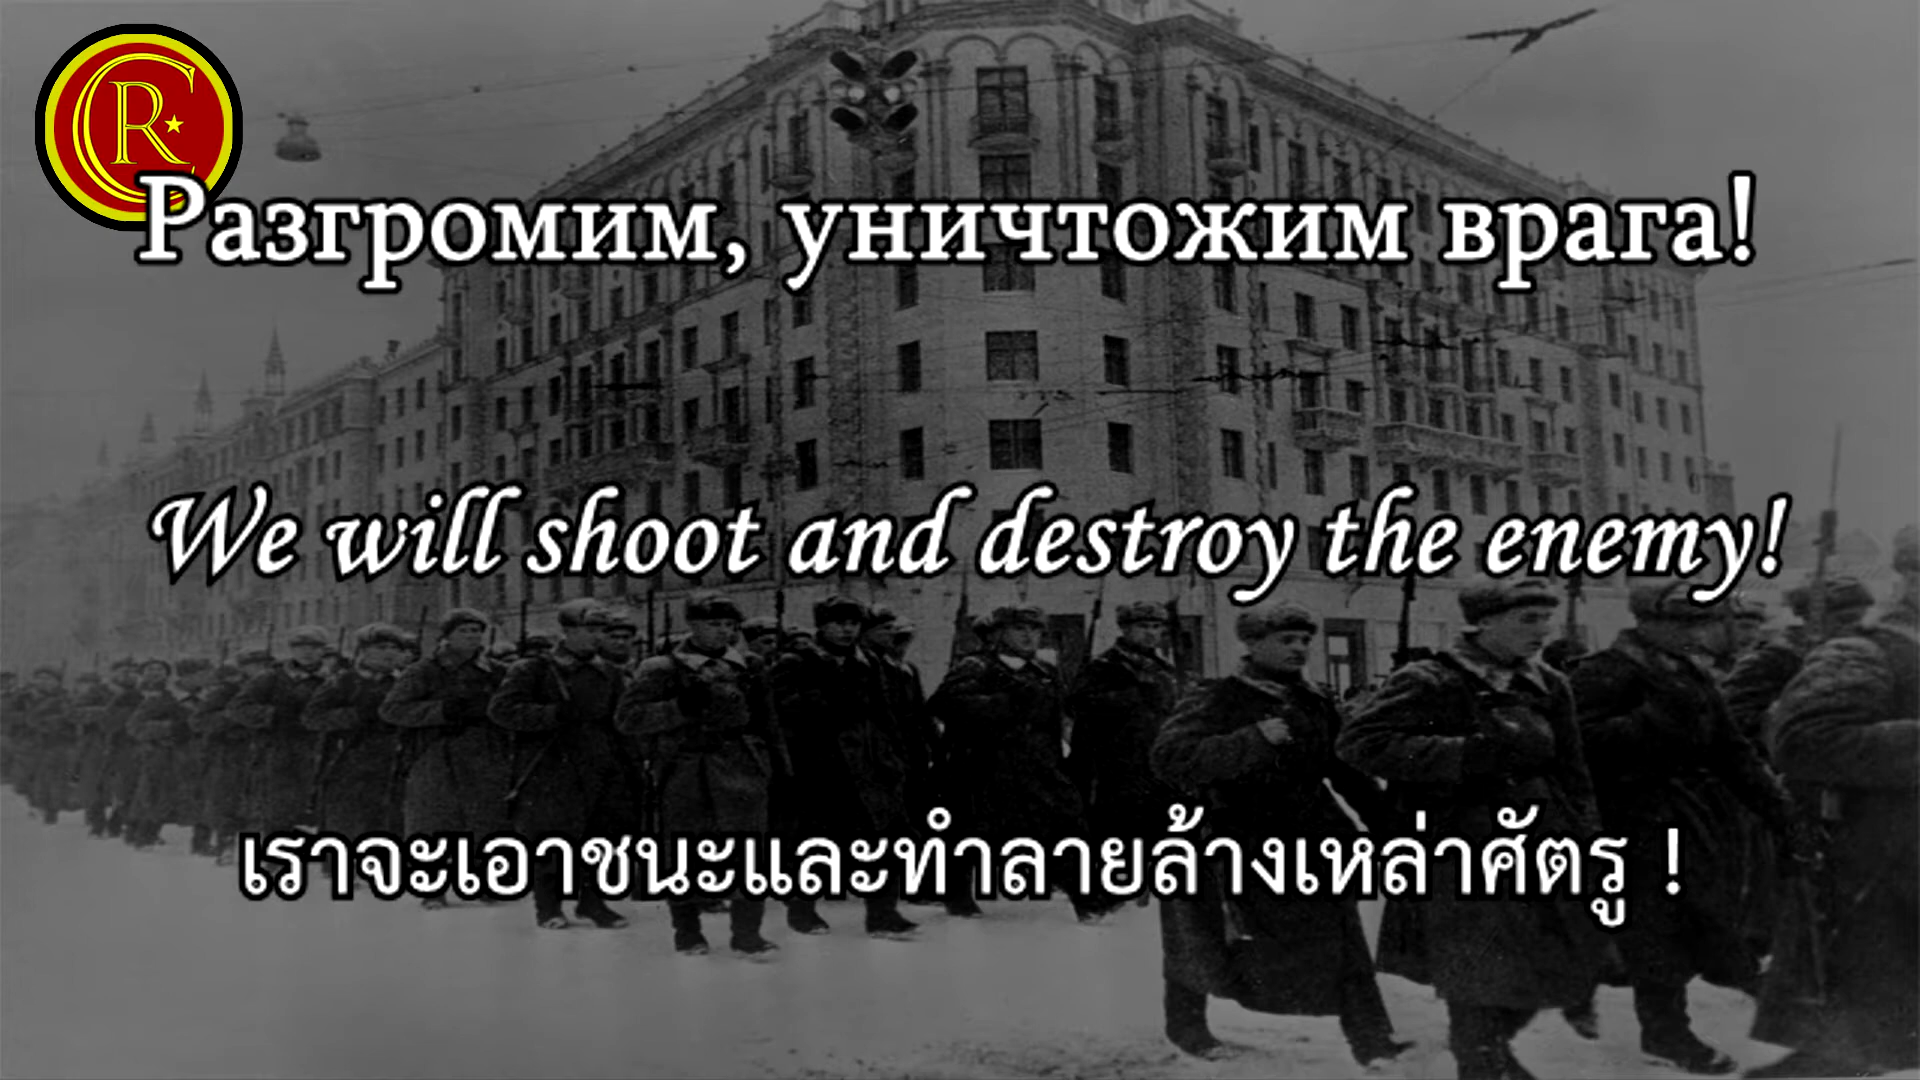 CR
Разгромим, уничтожим врага!
We will shoot and destroy the enemy!
เราจะเอาชนะและทำลายล้างเหล่าศัตรู !